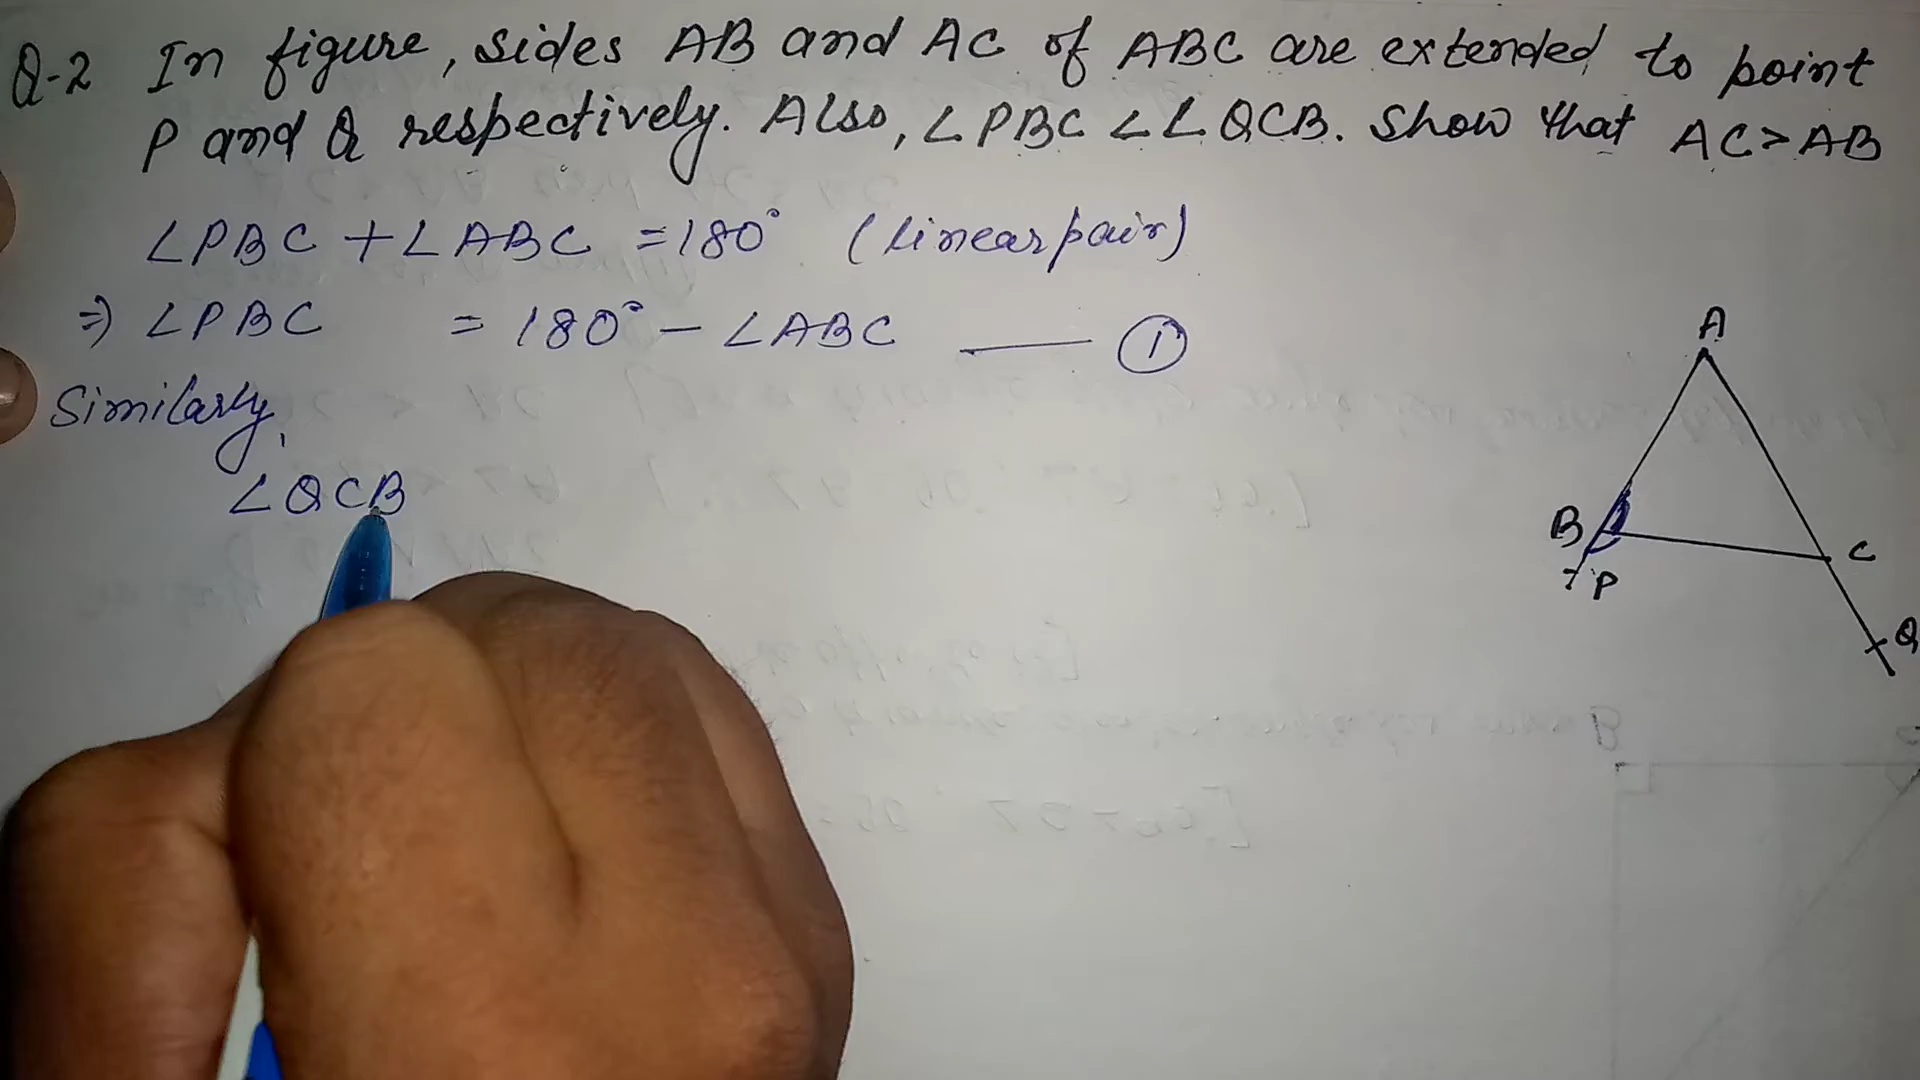 Q-2 In figure, sides AB and AC of ABC are extended to point
P and Q respectively. Also, ∠PBC < ∠QCB. Show that AC > AB
∠PBC + ∠ABC = 180° (linear pair)
⇒ ∠PBC = 180° - ∠ABC —— ①
Similarly,
∠QCB
A
B
C
P
Q